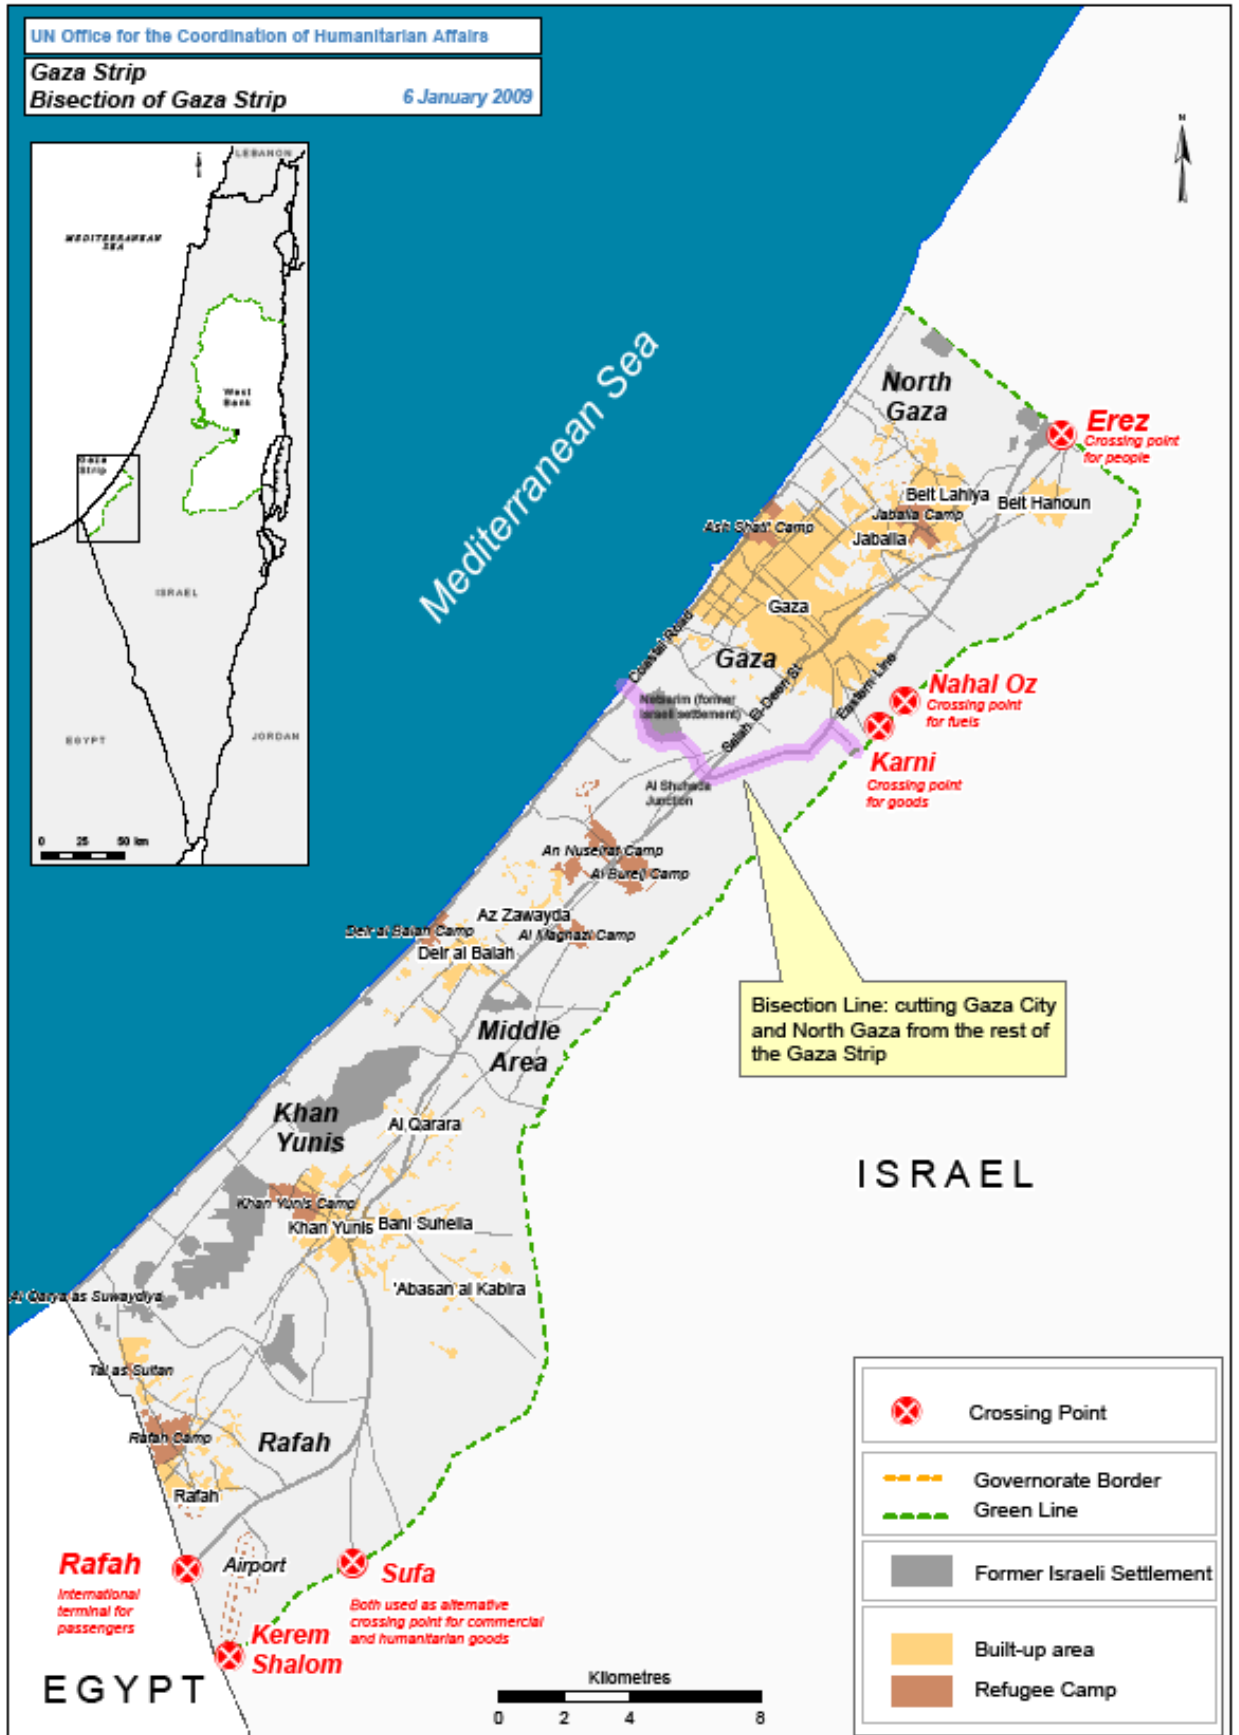 UN Office for the Coordination of Humanitarian Affairs
Gaza Strip
Bisection of Gaza Strip
6 January 2009
N
LEBANON
MEDITERRANEAN
SEA
West
Bank
Gaza
Strip
ISRAEL
EGYPT
JORDAN
0 25 50 km
Mediterranean Sea
North
Gaza
Erez
Crossing point
for people
Beit Lahiya
Beit Hanoun
Jabalia Camp
Ash Shati' Camp
Jabalia
Gaza
Coastal Road
Gaza
Salah El-Deen St
Eastern Line
Netsarim (former
Israeli settlement)
Nahal Oz
Crossing point
for fuels
Karni
Crossing point
for goods
Al Shuhada
Junction
An Nuseirat Camp
Al Bureij Camp
Az Zawayda
Deir al Balah Camp
Al Maghazi Camp
Deir al Balah
Bisection Line: cutting Gaza City
and North Gaza from the rest of
the Gaza Strip
Middle
Area
Khan
Yunis
Al Qarara
ISRAEL
Khan Yunis Camp
Khan Yunis
Bani Suheila
'Abasan al Kabira
Al Qarya as Suwaydiya
Tal as Sultan
Rafah Camp
Rafah
Rafah
Rafah
International
terminal for
passengers
Airport
Sufa
Both used as alternative
crossing point for commercial
and humanitarian goods
Kerem
Shalom
EGYPT
Kilometres
0 2 4 8
Crossing Point
Governorate Border
Green Line
Former Israeli Settlement
Built-up area
Refugee Camp